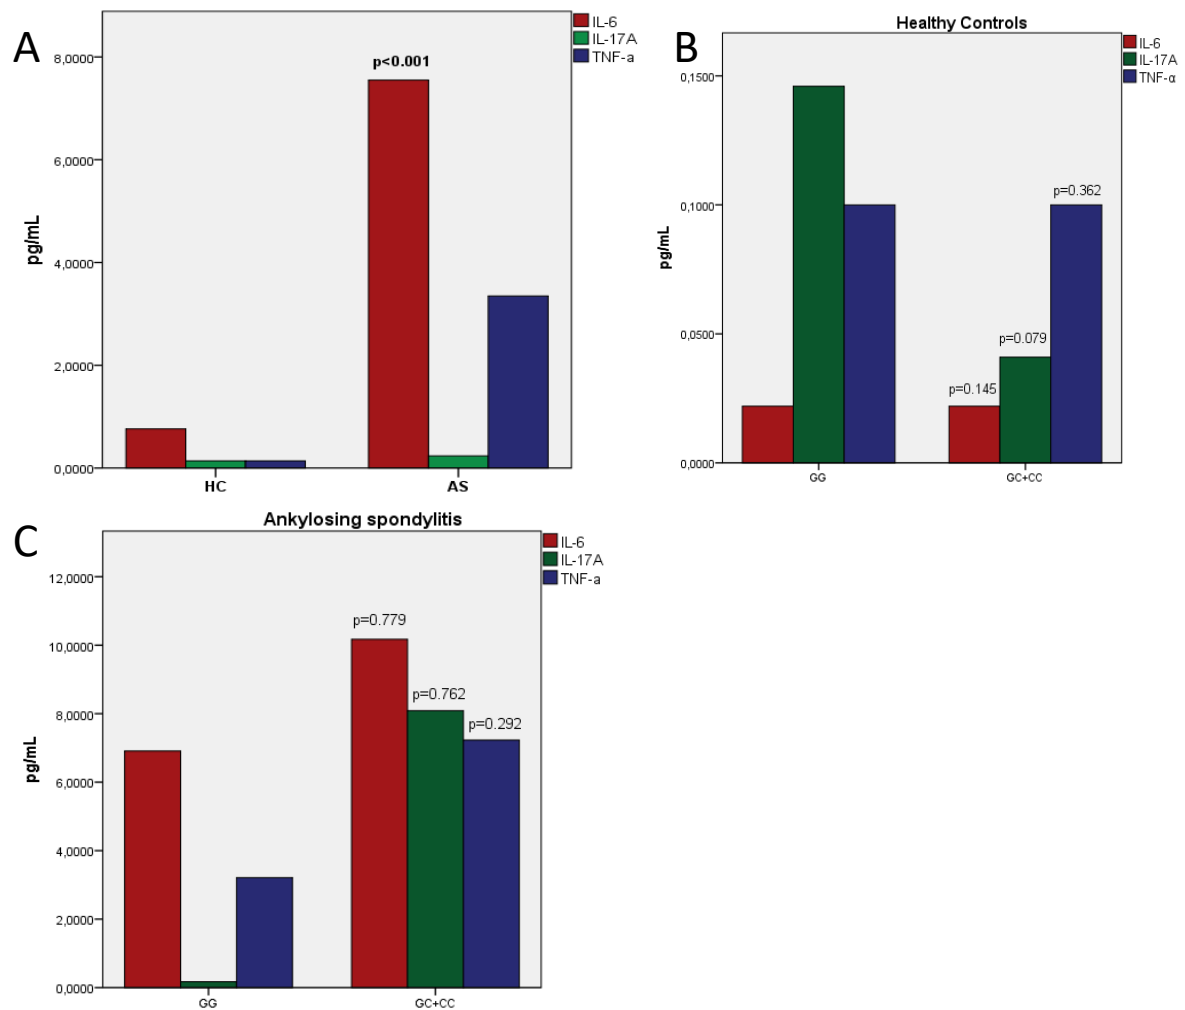 A
IL-6
IL-17A
TNF-a
8,0000
6,0000
4,0000
2,0000
0,0000
pg/mL
p<0.001
HC
AS
B
Healthy Controls
IL-6
IL-17A
TNF-α
0,1500
0,1000
0,0500
0,0000
pg/mL
p=0.145
p=0.079
p=0.362
GG
GC+CC
C
Ankylosing spondylitis
IL-6
IL-17A
TNF-a
12,0000
10,0000
8,0000
6,0000
4,0000
2,0000
0,0000
pg/mL
p=0.779
p=0.762
p=0.292
GG
GC+CC